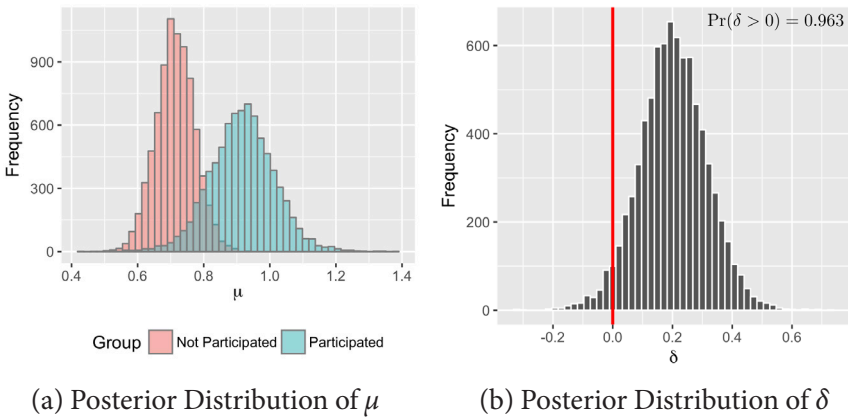 Frequency
900
600
300
0
0.4 0.6 0.8 1.0 1.2 1.4
μ
Group Not Participated Participated
(a) Posterior Distribution of μ
Pr(δ > 0) = 0.963
Frequency
600
400
200
0
-0.2 0.0 0.2 0.4 0.6
δ
(b) Posterior Distribution of δ